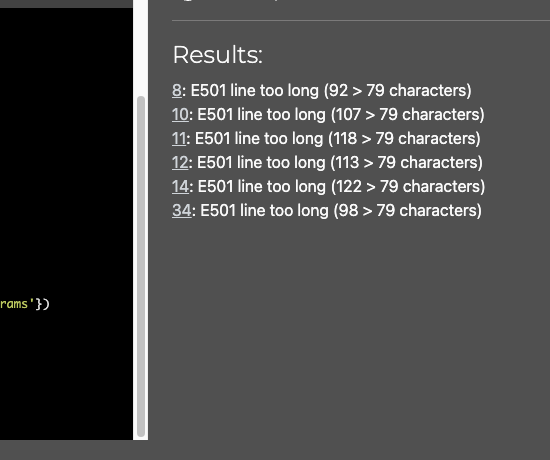 Results:
8: E501 line too long (92 > 79 characters)
10: E501 line too long (107 > 79 characters)
11: E501 line too long (118 > 79 characters)
12: E501 line too long (113 > 79 characters)
14: E501 line too long (122 > 79 characters)
34: E501 line too long (98 > 79 characters)
rams'})